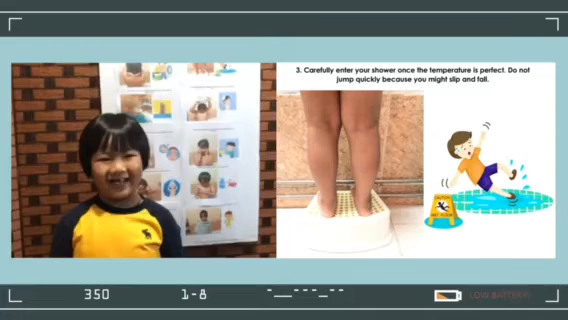 3. Carefully enter your shower once the temperature is perfect. Do not
jump quickly because you might slip and fall.
350
1-8
LOW BATTERY!